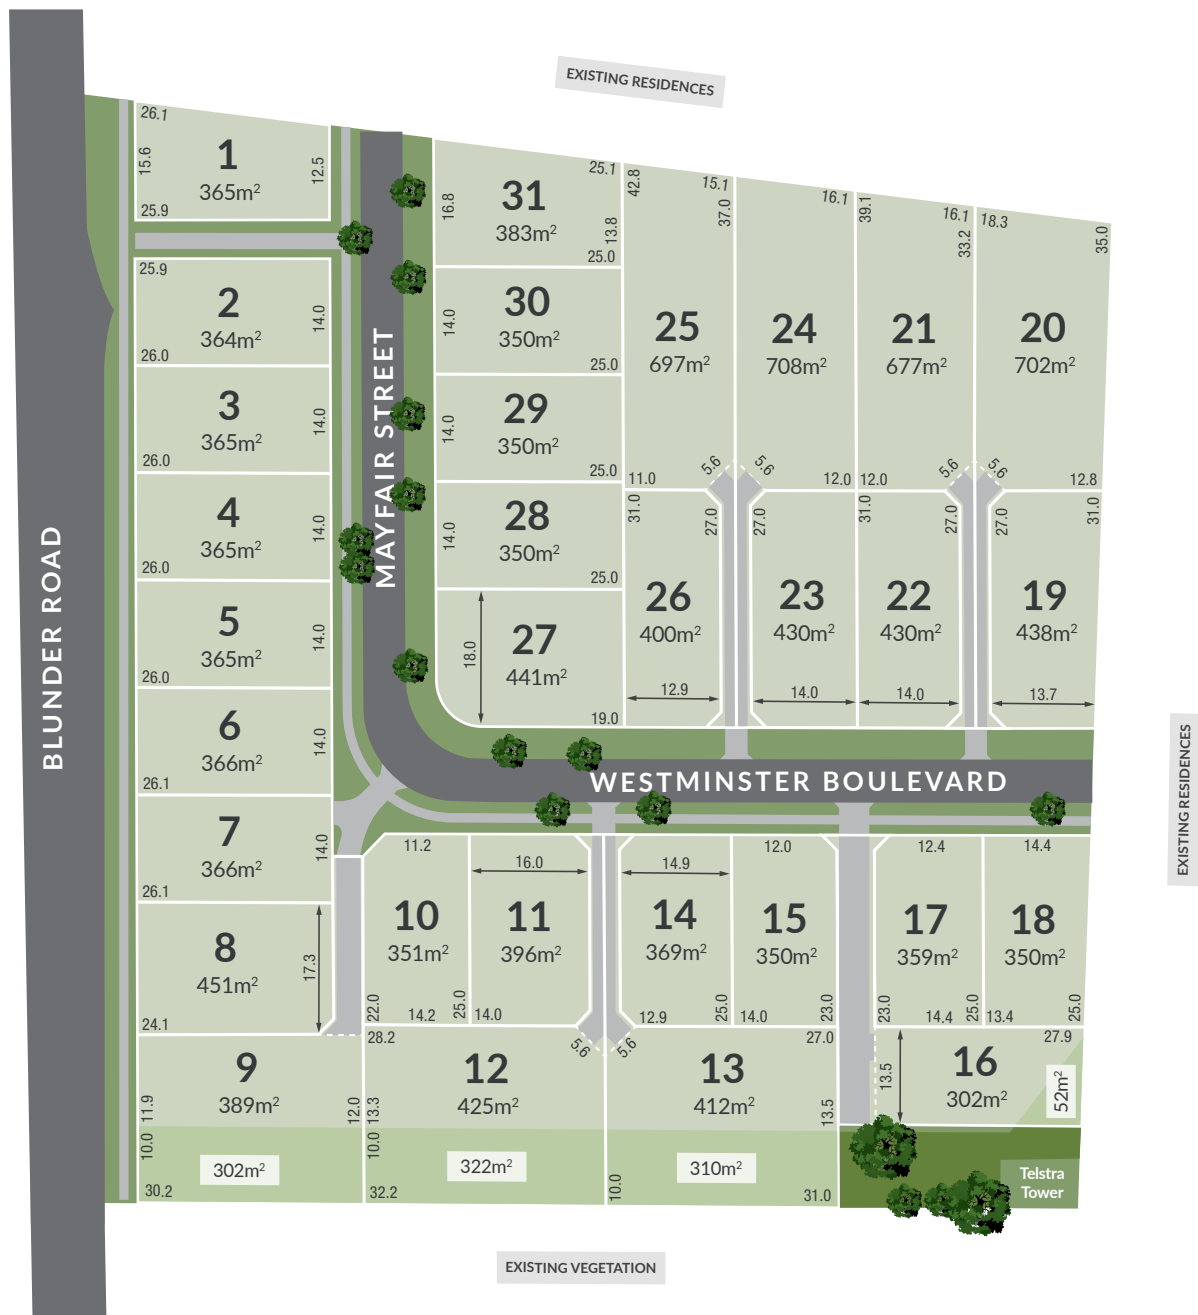 EXISTING RESIDENCES
26.1
15.6
1
365m²
12.5
25.9
25.9
2
364m²
14.0
26.0
3
365m²
14.0
26.0
4
365m²
14.0
26.0
5
365m²
14.0
26.0
6
366m²
14.0
26.1
7
366m²
14.0
26.1
8
451m²
17.3
24.1
9
389m²
11.9
12.0
10.0
302m²
30.2
BLUNDER ROAD
MAYFAIR STREET
25.1
16.8
31
383m²
13.8
25.0
30
350m²
14.0
25.0
29
350m²
14.0
25.0
28
350m²
14.0
25.0
27
441m²
18.0
19.0
42.8
15.1
37.0
25
697m²
11.0
5.6
16.1
24
708m²
5.6
12.0
39.1
16.1
33.2
21
677m²
12.0
5.6
18.3
35.0
20
702m²
5.6
12.8
31.0
27.0
26
400m²
12.9
27.0
23
430m²
14.0
31.0
27.0
22
430m²
14.0
27.0
31.0
19
438m²
13.7
WESTMINSTER BOULEVARD
EXISTING RESIDENCES
11.2
10
351m²
22.0
14.2
16.0
11
396m²
25.0
14.0
14.9
14
369m²
12.9
25.0
12.0
15
350m²
14.0
23.0
12.4
17
359m²
23.0
14.4
25.0
14.4
18
350m²
13.4
25.0
28.2
12
425m²
5.6
13.3
10.0
322m²
32.2
5.6
27.0
13
412m²
13.5
310m²
10.0
31.0
27.9
13.5
16
302m²
52m²
Telstra
Tower
EXISTING VEGETATION